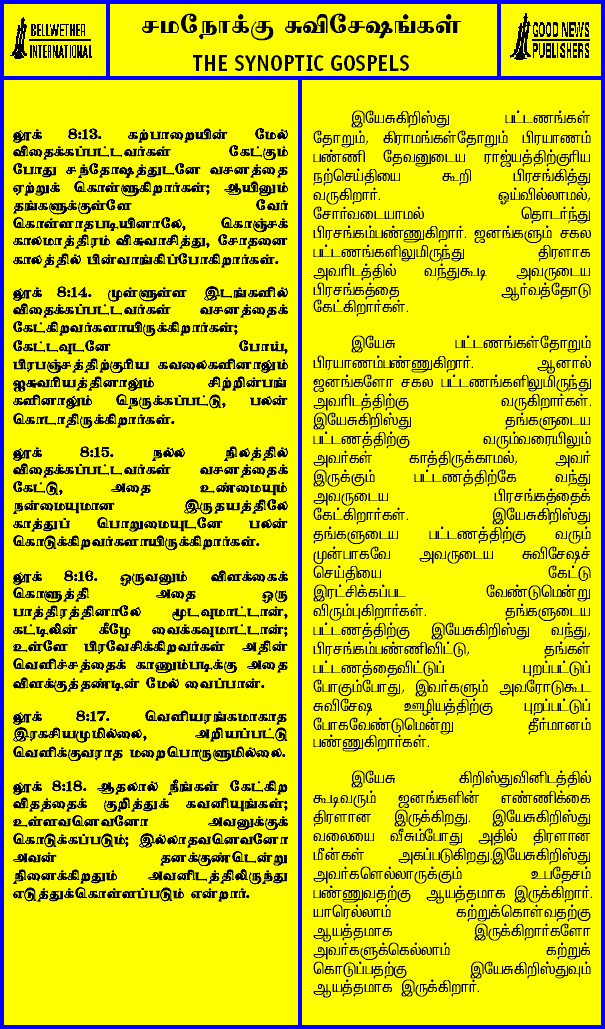 BELLWETHER
INTERNATIONAL
சமநோக்கு சுவிசேஷங்கள்
THE SYNOPTIC GOSPELS
GOOD NEWS
PUBLISHERS
லூக் 8:13. கற்பாறையின் மேல்
விதைக்கப்பட்டவர்கள் கேட்கும்
போது சந்தோஷத்துடனே வசனத்தை
ஏற்றுக் கொள்ளுகிறார்கள்; ஆயினும்
தங்களுக்குள்ளே வேர்
கொள்ளாதபடியினாலே, கொஞ்சக்
காலமாத்திரம் விசுவாசித்து, சோதனை
காலத்தில் பின்வாங்கிப்போகிறார்கள்.
லூக் 8:14. முள்ளுள்ள இடங்களில்
விதைக்கப்பட்டவர்கள் வசனத்தைக்
கேட்கிறவர்களாயிருக்கிறார்கள்;
கேட்டவுடனே போய்,
பிரபஞ்சத்திற்குரிய கவலைகளினாலும்
ஐசுவரியத்தினாலும் சிற்றின்பங்
களினாலும் நெருக்கப்பட்டு, பலன்
கொடாதிருக்கிறார்கள்.
லூக் 8:15. நல்ல நிலத்தில்
விதைக்கப்பட்டவர்கள் வசனத்தைக்
கேட்டு, அதை உண்மையும்
நன்மையுமான இருதயத்திலே
காத்துப் பொறுமையுடனே பலன்
கொடுக்கிறவர்களாயிருக்கிறார்கள்.
லூக் 8:16. ஒருவனும் விளக்கைக்
கொளுத்தி அதை ஒரு
பாத்திரத்தினாலே மூடவுமாட்டான்,
கட்டிலின் கீழே வைக்கவுமாட்டான்;
உள்ளே பிரவேசிக்கிறவர்கள் அதின்
வெளிச்சத்தைக் காணும்படிக்கு அதை
விளக்குத்தண்டின் மேல் வைப்பான்.
லூக் 8:17. வெளியரங்கமாகாத
இரகசியமுமில்லை, அறியப்பட்டு
வெளிக்குவராத மறைபொருளுமில்லை.
லூக் 8:18. ஆதலால் நீங்கள் கேட்கிற
விதத்தைக் குறித்துக் கவனியுங்கள்;
உள்ளவனெவனோ அவனுக்குக்
கொடுக்கப்படும்; இல்லாதவனெவனோ
அவன் தனக்குண்டென்று
நினைக்கிறதும் அவனிடத்திலிருந்து
எடுத்துக்கொள்ளப்படும் என்றார்.
இயேசுகிறிஸ்து பட்டணங்கள்
தோறும், கிராமங்கள்தோறும் பிரயாணம்
பண்ணி தேவனுடைய ராஜ்யத்திற்குரிய
நற்செய்தியை கூறி பிரசங்கித்து
வருகிறார். ஓய்வில்லாமல்,
சோர்வடையாமல் தொடர்ந்து
பிரசங்கம்பண்ணுகிறார். ஜனங்களும் சகல
பட்டணங்களிலுமிருந்து திரளாக
அவரிடத்தில் வந்துகூடி அவருடைய
பிரசங்கத்தை ஆர்வத்தோடு
கேட்கிறார்கள்.
இயேசு பட்டணங்கள்தோறும்
பிரயாணம்பண்ணுகிறார். ஆனால்
ஜனங்களோ சகல பட்டணங்களிலுமிருந்து
அவரிடத்திற்கு வருகிறார்கள்.
இயேசுகிறிஸ்து தங்களுடைய
பட்டணத்திற்கு வரும்வரையிலும்
அவர்கள் காத்திருக்காமல், அவர்
இருக்கும் பட்டணத்திற்கே வந்து
அவருடைய பிரசங்கத்தைக்
கேட்கிறார்கள். இயேசுகிறிஸ்து
தங்களுடைய பட்டணத்திற்கு வரும்
முன்பாகவே அவருடைய சுவிசேஷச்
செய்தியை கேட்டு
இரட்சிக்கப்பட வேண்டுமென்று
விரும்புகிறார்கள். தங்களுடைய
பட்டணத்திற்கு இயேசுகிறிஸ்து வந்து,
பிரசங்கம்பண்ணிவிட்டு, தங்கள்
பட்டணத்தைவிட்டுப் புறப்பட்டுப்
போகும்போது, இவர்களும் அவரோடுகூட
சுவிசேஷ ஊழியத்திற்கு புறப்பட்டுப்
போகவேண்டுமென்று தீர்மானம்
பண்ணுகிறார்கள்.
இயேசு கிறிஸ்துவினிடத்தில்
கூடிவரும் ஜனங்களின் எண்ணிக்கை
திரளான இருக்கிறது. இயேசுகிறிஸ்து
வலையை வீசும்போது அதில் திரளான
மீன்கள் அகப்படுகிறது.இயேசுகிறிஸ்து
அவர்களெல்லாருக்கும் உபதேசம்
பண்ணுவதற்கு ஆயத்தமாக இருக்கிறார்.
யாரெல்லாம் கற்றுக்கொள்வதற்கு
ஆயத்தமாக இருக்கிறார்களோ
அவர்களுக்கெல்லாம் கற்றுக்
கொடுப்பதற்கு இயேசுகிறிஸ்துவும்
ஆயத்தமாக இருக்கிறார்.